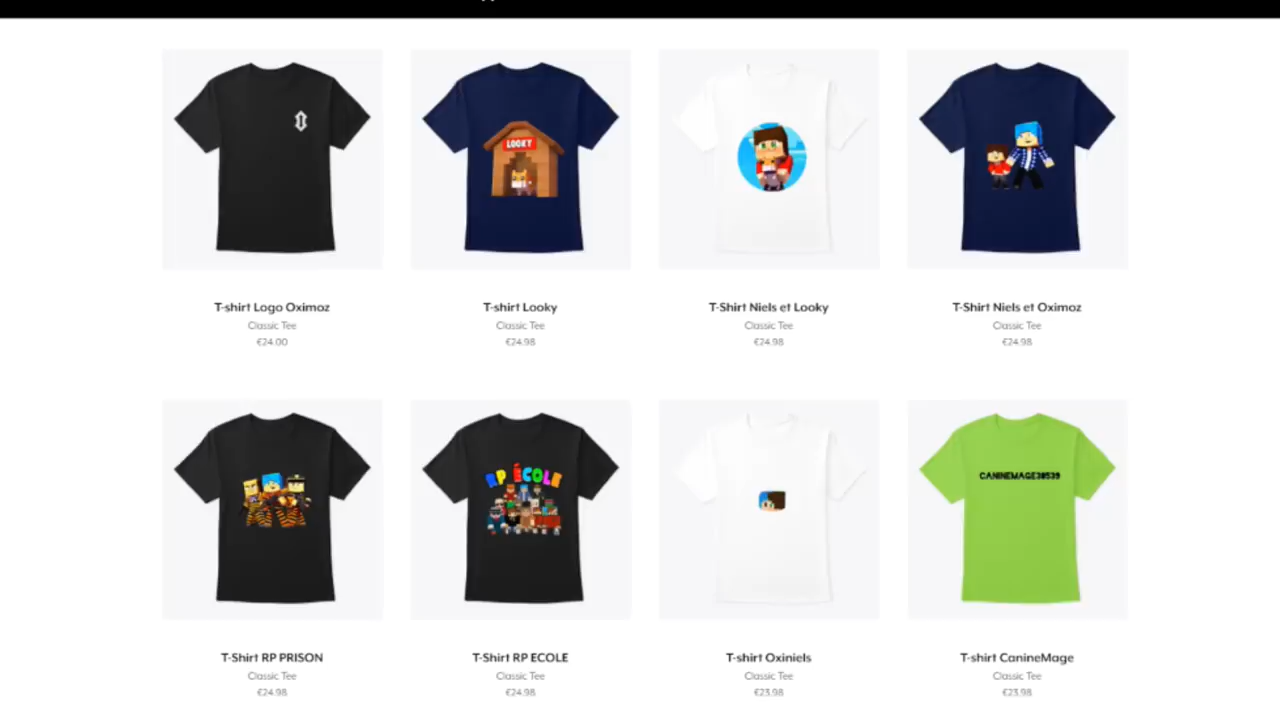 LOOKY
T-shirt Logo Oximoz
Classic Tee
€24.00
T-shirt Looky
Classic Tee
€24.98
T-Shirt Niels et Looky
Classic Tee
€24.98
T-Shirt Niels et Oximoz
Classic Tee
€24.98
RP ÉCOLE
CANINEMAGE38539
T-Shirt RP PRISON
Classic Tee
€24.98
T-Shirt RP ECOLE
Classic Tee
€24.98
T-shirt Oxiniels
Classic Tee
€23.98
T-shirt CanineMage
Classic Tee
€23.98